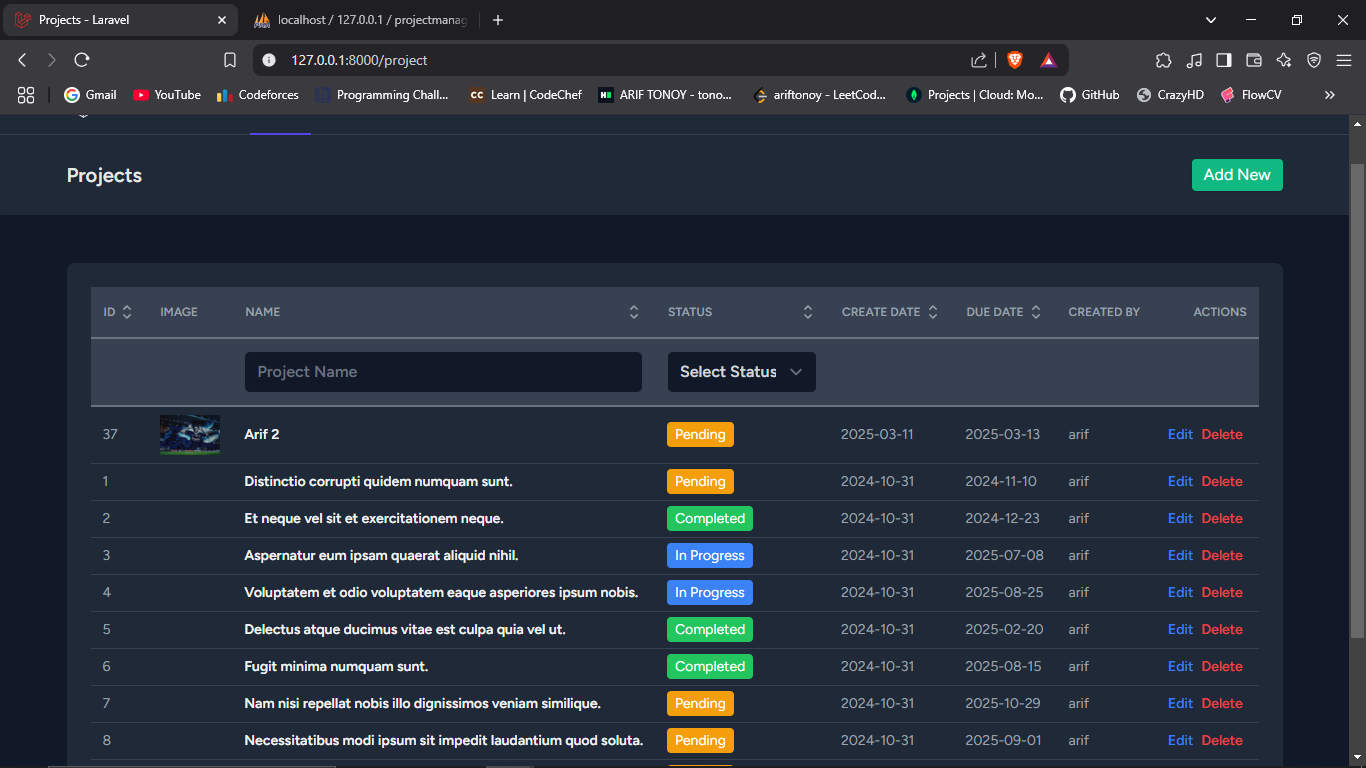 Projects - Laravel
localhost / 127.0.0.1 / projectmanag
127.0.0.1:8000/project
Gmail YouTube Codeforces Programming Chall... CC Learn | CodeChef H ARIF TONOY - tono... ariftonoy - LeetCod... Projects | Cloud: Mo... GitHub CrazyHD FlowCV
Projects
Add New
ID IMAGE NAME STATUS CREATE DATE DUE DATE CREATED BY ACTIONS
Project Name Select Status
37 Arif 2 Pending 2025-03-11 2025-03-13 arif Edit Delete
1 Distinctio corrupti quidem numquam sunt. Pending 2024-10-31 2024-11-10 arif Edit Delete
2 Et neque vel sit et exercitationem neque. Completed 2024-10-31 2024-12-23 arif Edit Delete
3 Aspernatur eum ipsam quaerat aliquid nihil. In Progress 2024-10-31 2025-07-08 arif Edit Delete
4 Voluptatem et odio voluptatem eaque asperiores ipsum nobis. In Progress 2024-10-31 2025-08-25 arif Edit Delete
5 Delectus atque ducimus vitae est culpa quia vel ut. Completed 2024-10-31 2025-02-20 arif Edit Delete
6 Fugit minima numquam sunt. Completed 2024-10-31 2025-08-15 arif Edit Delete
7 Nam nisi repellat nobis illo dignissimos veniam similique. Pending 2024-10-31 2025-10-29 arif Edit Delete
8 Necessitatibus modi ipsum sit impedit laudantium quod soluta. Pending 2024-10-31 2025-09-01 arif Edit Delete